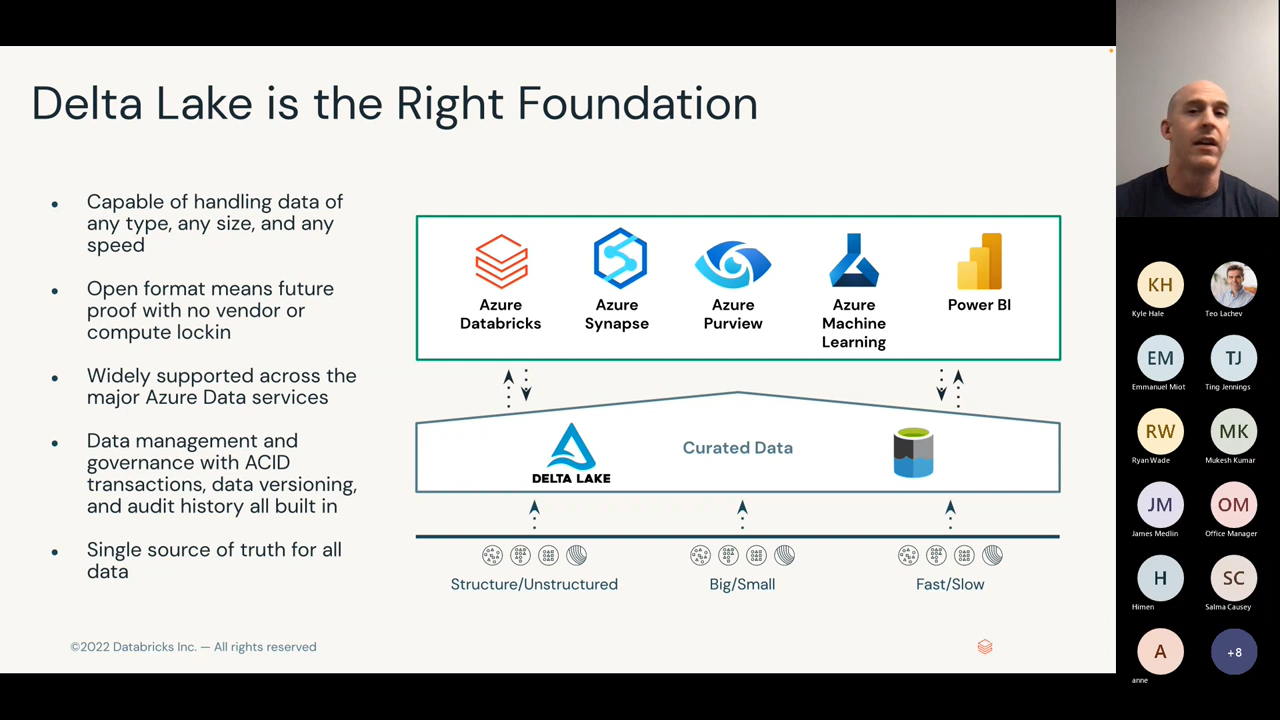 Delta Lake is the Right Foundation
• Capable of handling data of
any type, any size, and any
speed
• Open format means future
proof with no vendor or
compute lockin
• Widely supported across the
major Azure Data services
• Data management and
governance with ACID
transactions, data versioning,
and audit history all built in
• Single source of truth for all
data
Azure
Databricks
Azure
Synapse
Azure
Purview
Azure
Machine
Learning
Power BI
DELTA LAKE
Curated Data
Structure/Unstructured
Big/Small
Fast/Slow
©2022 Databricks Inc. — All rights reserved
KH
Kyle Hale
Teo Lachev
EM
Emmanuel Miot
TJ
Ting Jennings
RW
Ryan Wade
MK
Mukesh Kumar
JM
James Medlin
OM
Office Manager
H
Himen
SC
Salma Causey
A
anne
+8